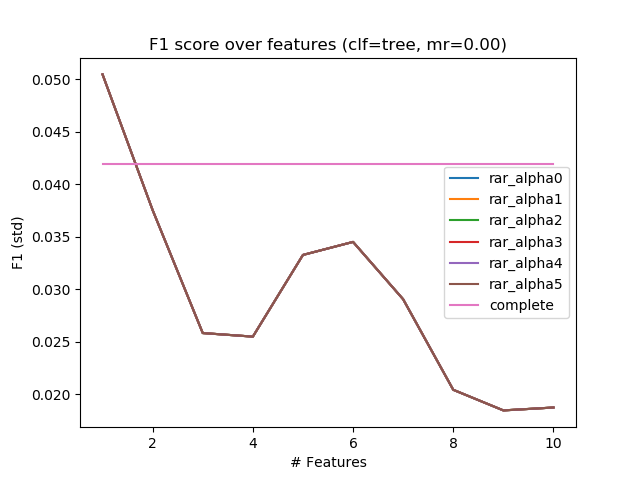 F1 score over features (clf=tree, mr=0.00)
F1 (std)
0.050
0.045
0.040
0.035
0.030
0.025
0.020
rar_alpha0
rar_alpha1
rar_alpha2
rar_alpha3
rar_alpha4
rar_alpha5
complete
2 4 6 8 10
# Features